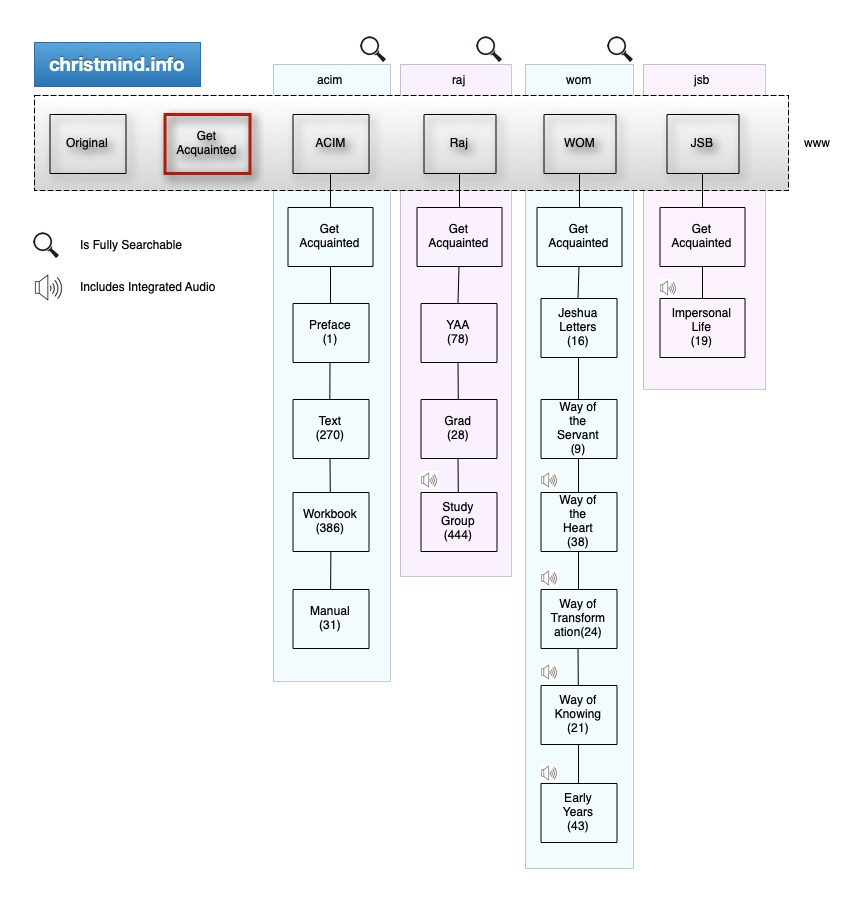 christmind.info
acim
raj
wom
jsb
Original
Get
Acquainted
ACIM
Raj
WOM
JSB
www
Is Fully Searchable
Includes Integrated Audio
Get
Acquainted
Preface
(1)
Text
(270)
Workbook
(386)
Manual
(31)
Get
Acquainted
YAA
(78)
Grad
(28)
Study
Group
(444)
Get
Acquainted
Jeshua
Letters
(16)
Way of
the
Servant
(9)
Way of
the
Heart
(38)
Way of
Transform
ation(24)
Way of
Knowing
(21)
Early
Years
(43)
Get
Acquainted
Impersonal
Life
(19)